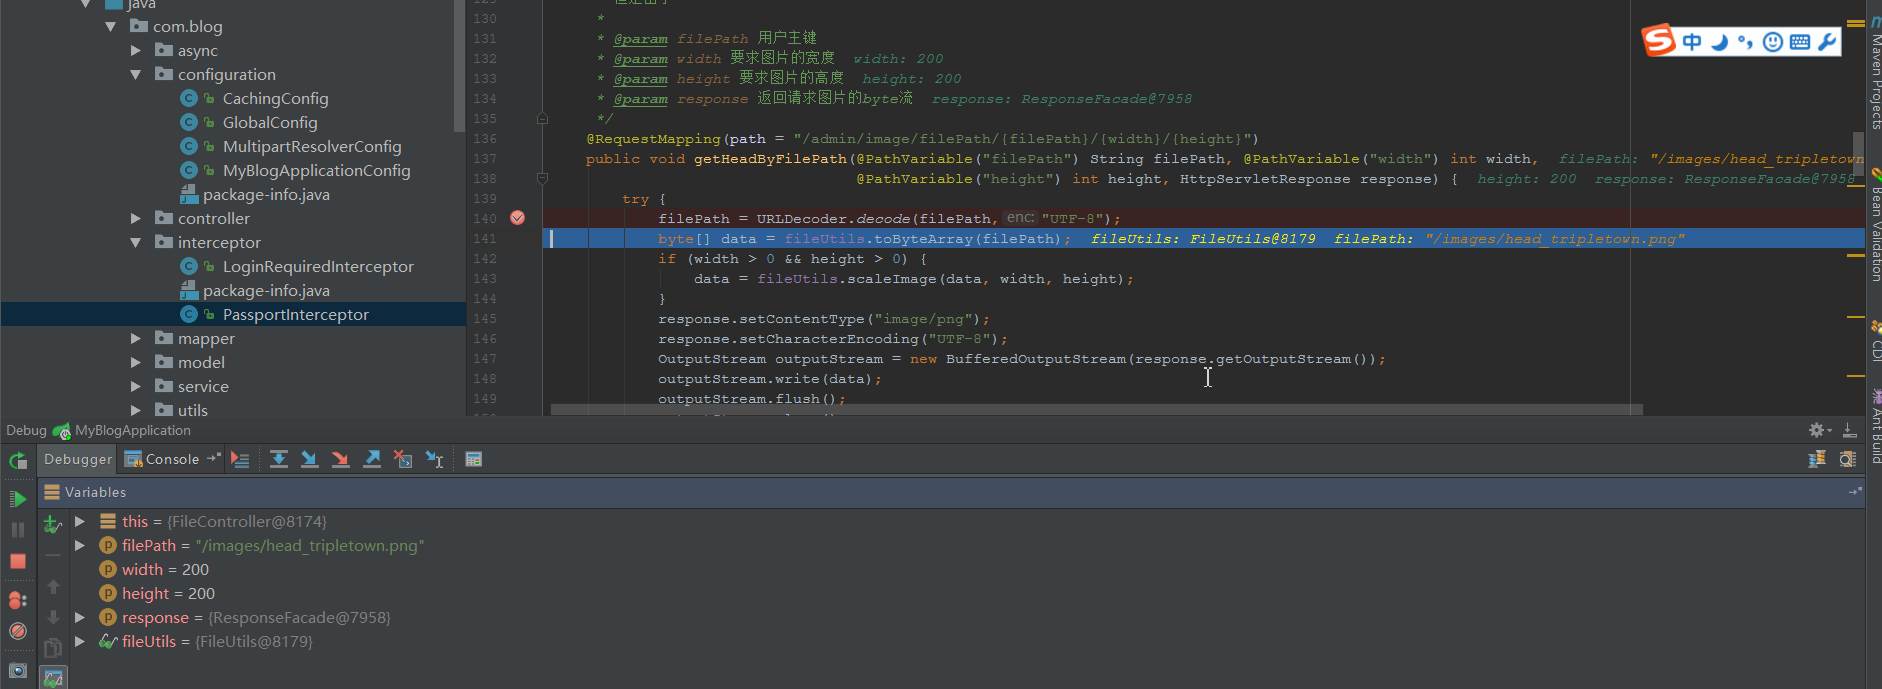 java
com.blog
async
configuration
CachingConfig
GlobalConfig
MultipartResolverConfig
MyBlogApplicationConfig
package-info.java
controller
interceptor
LoginRequiredInterceptor
package-info.java
PassportInterceptor
mapper
model
service
utils
130 *
131 * @param filePath 用户主键
132 * @param width 要求图片的宽度 width: 200
133 * @param height 要求图片的高度 height: 200
134 * @param response 返回请求图片的byte流 response: ResponseFacade@7958
135 */
136 @RequestMapping(path = "/admin/image/filePath/{filePath}/{width}/{height}")
137 public void getHeadByFilePath(@PathVariable("filePath") String filePath, @PathVariable("width") int width, filePath: "/images/head_tripletown
138 @PathVariable("height") int height, HttpServletResponse response) { height: 200 response: ResponseFacade@7958
139 try {
140 filePath = URLDecoder.decode(filePath, enc: "UTF-8");
141 byte[] data = fileUtils.toByteArray(filePath); fileUtils: FileUtils@8179 filePath: "/images/head_tripletown.png"
142 if (width > 0 && height > 0) {
143 data = fileUtils.scaleImage(data, width, height);
144 }
145 response.setContentType("image/png");
146 response.setCharacterEncoding("UTF-8");
147 OutputStream outputStream = new BufferedOutputStream(response.getOutputStream());
148 outputStream.write(data);
149 outputStream.flush();
中
Maven Projects
Bean Validation
CDI
Ant Build
Debug MyBlogApplication
Debugger Console
Variables
this = {FileController@8174}
filePath = "/images/head_tripletown.png"
width = 200
height = 200
response = {ResponseFacade@7958}
fileUtils = {FileUtils@8179}